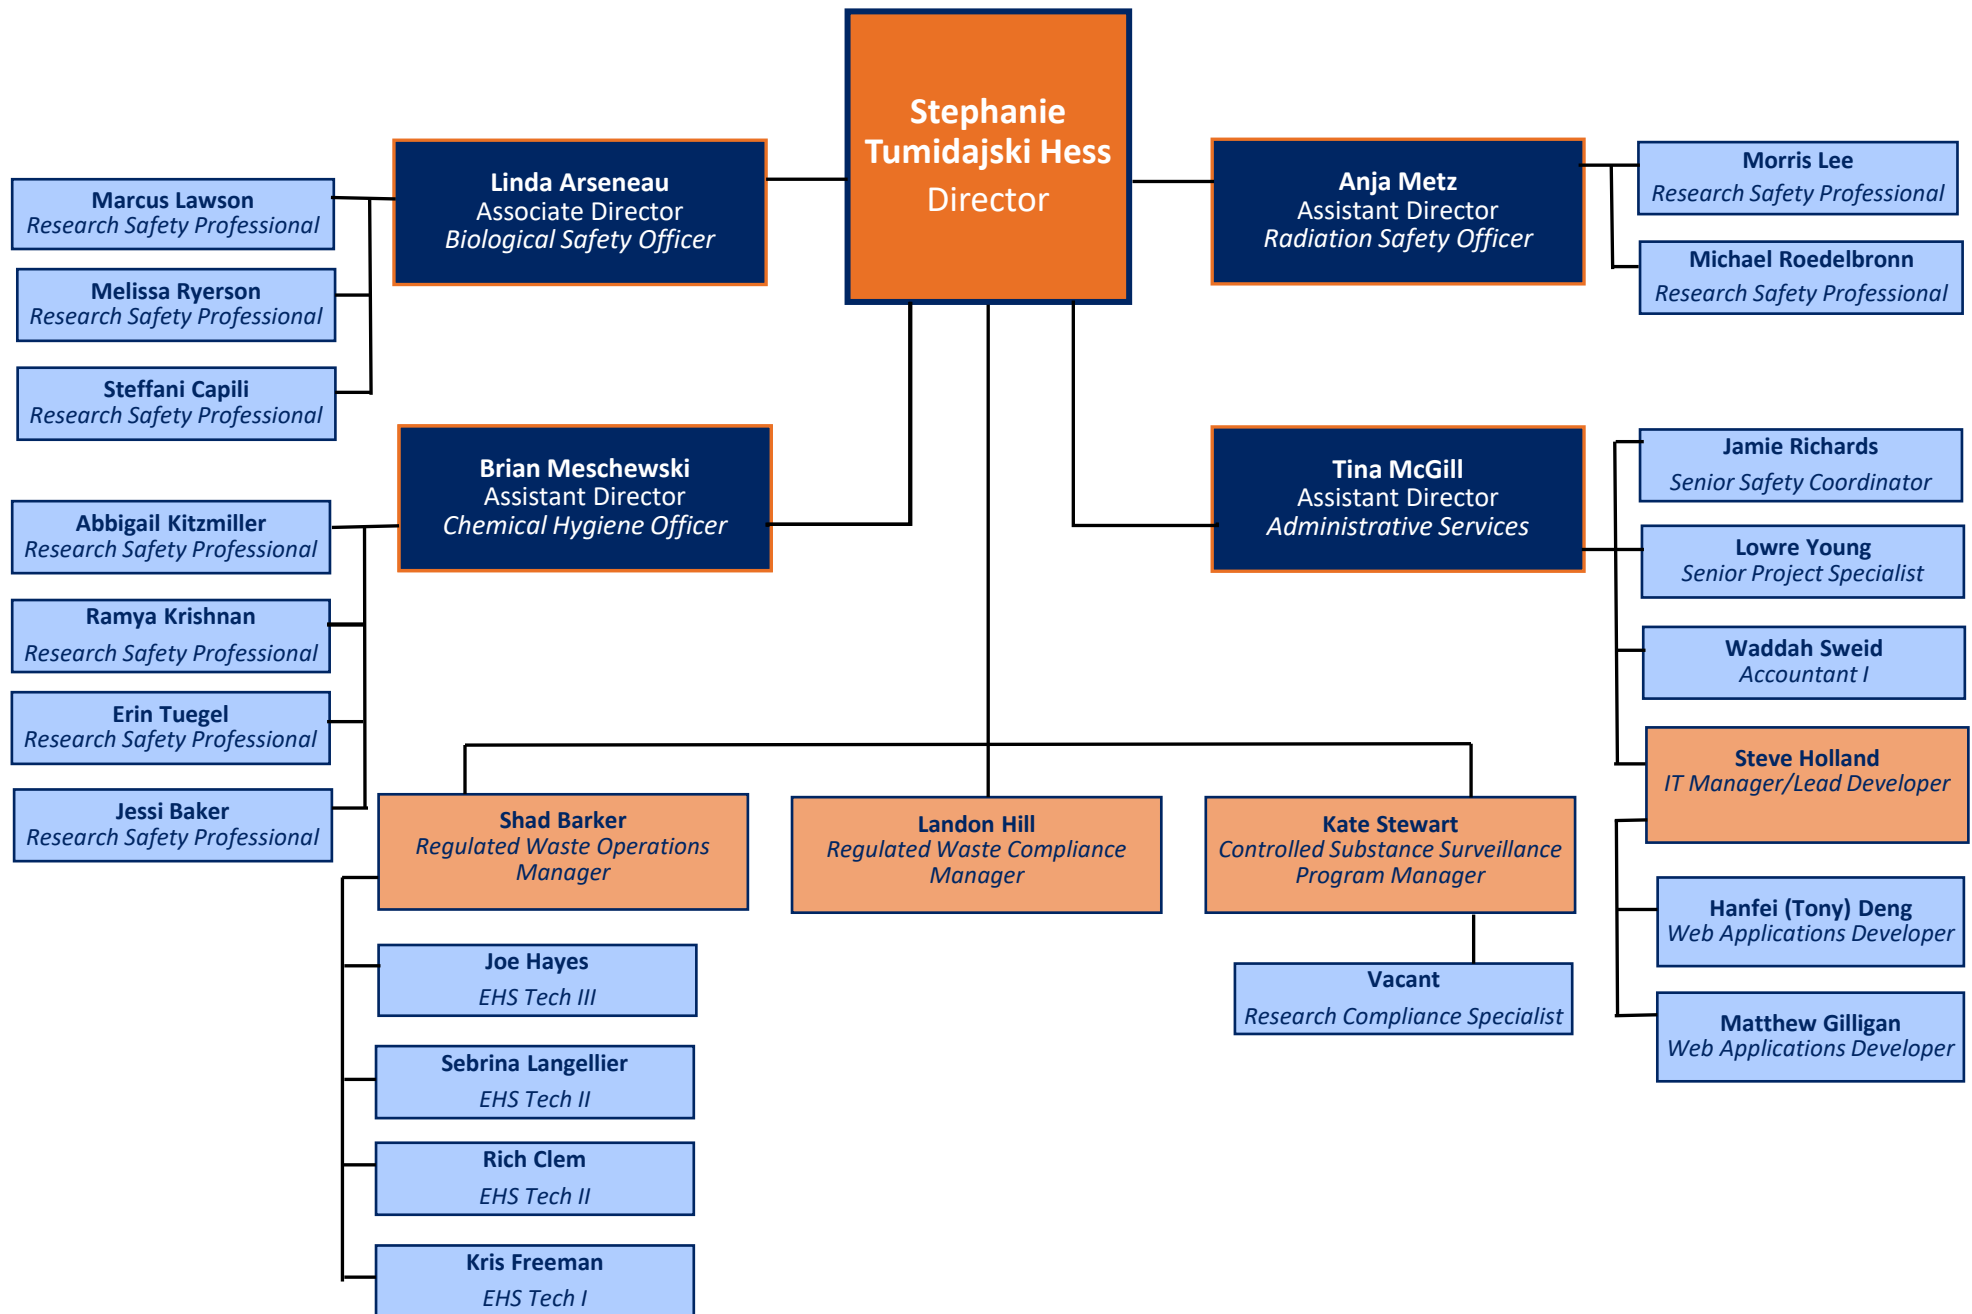 Stephanie
Tumidajski Hess
Director
Linda Arseneau
Associate Director
Biological Safety Officer
Marcus Lawson
Research Safety Professional
Melissa Ryerson
Research Safety Professional
Steffani Capili
Research Safety Professional
Anja Metz
Assistant Director
Radiation Safety Officer
Morris Lee
Research Safety Professional
Michael Roedelbronn
Research Safety Professional
Brian Meschewski
Assistant Director
Chemical Hygiene Officer
Abbigail Kitzmiller
Research Safety Professional
Ramya Krishnan
Research Safety Professional
Erin Tuegel
Research Safety Professional
Jessi Baker
Research Safety Professional
Tina McGill
Assistant Director
Administrative Services
Jamie Richards
Senior Safety Coordinator
Lowre Young
Senior Project Specialist
Waddah Sweid
Accountant I
Steve Holland
IT Manager/Lead Developer
Hanfei (Tony) Deng
Web Applications Developer
Matthew Gilligan
Web Applications Developer
Shad Barker
Regulated Waste Operations
Manager
Joe Hayes
EHS Tech III
Sebrina Langellier
EHS Tech II
Rich Clem
EHS Tech II
Kris Freeman
EHS Tech I
Landon Hill
Regulated Waste Compliance
Manager
Kate Stewart
Controlled Substance Surveillance
Program Manager
Vacant
Research Compliance Specialist